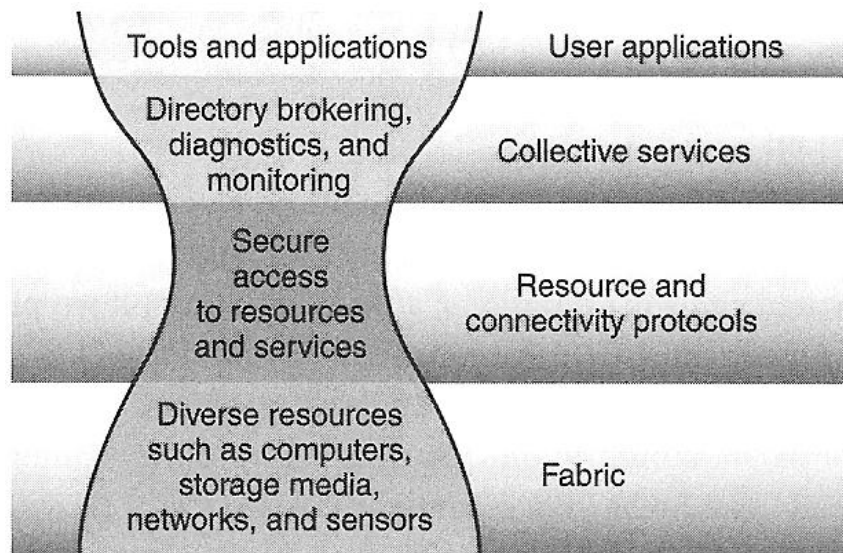 Tools and applications
User applications
Directory brokering,
diagnostics, and
monitoring
Collective services
Secure
access
to resources
and services
Resource and
connectivity protocols
Diverse resources
such as computers,
storage media,
networks, and sensors
Fabric